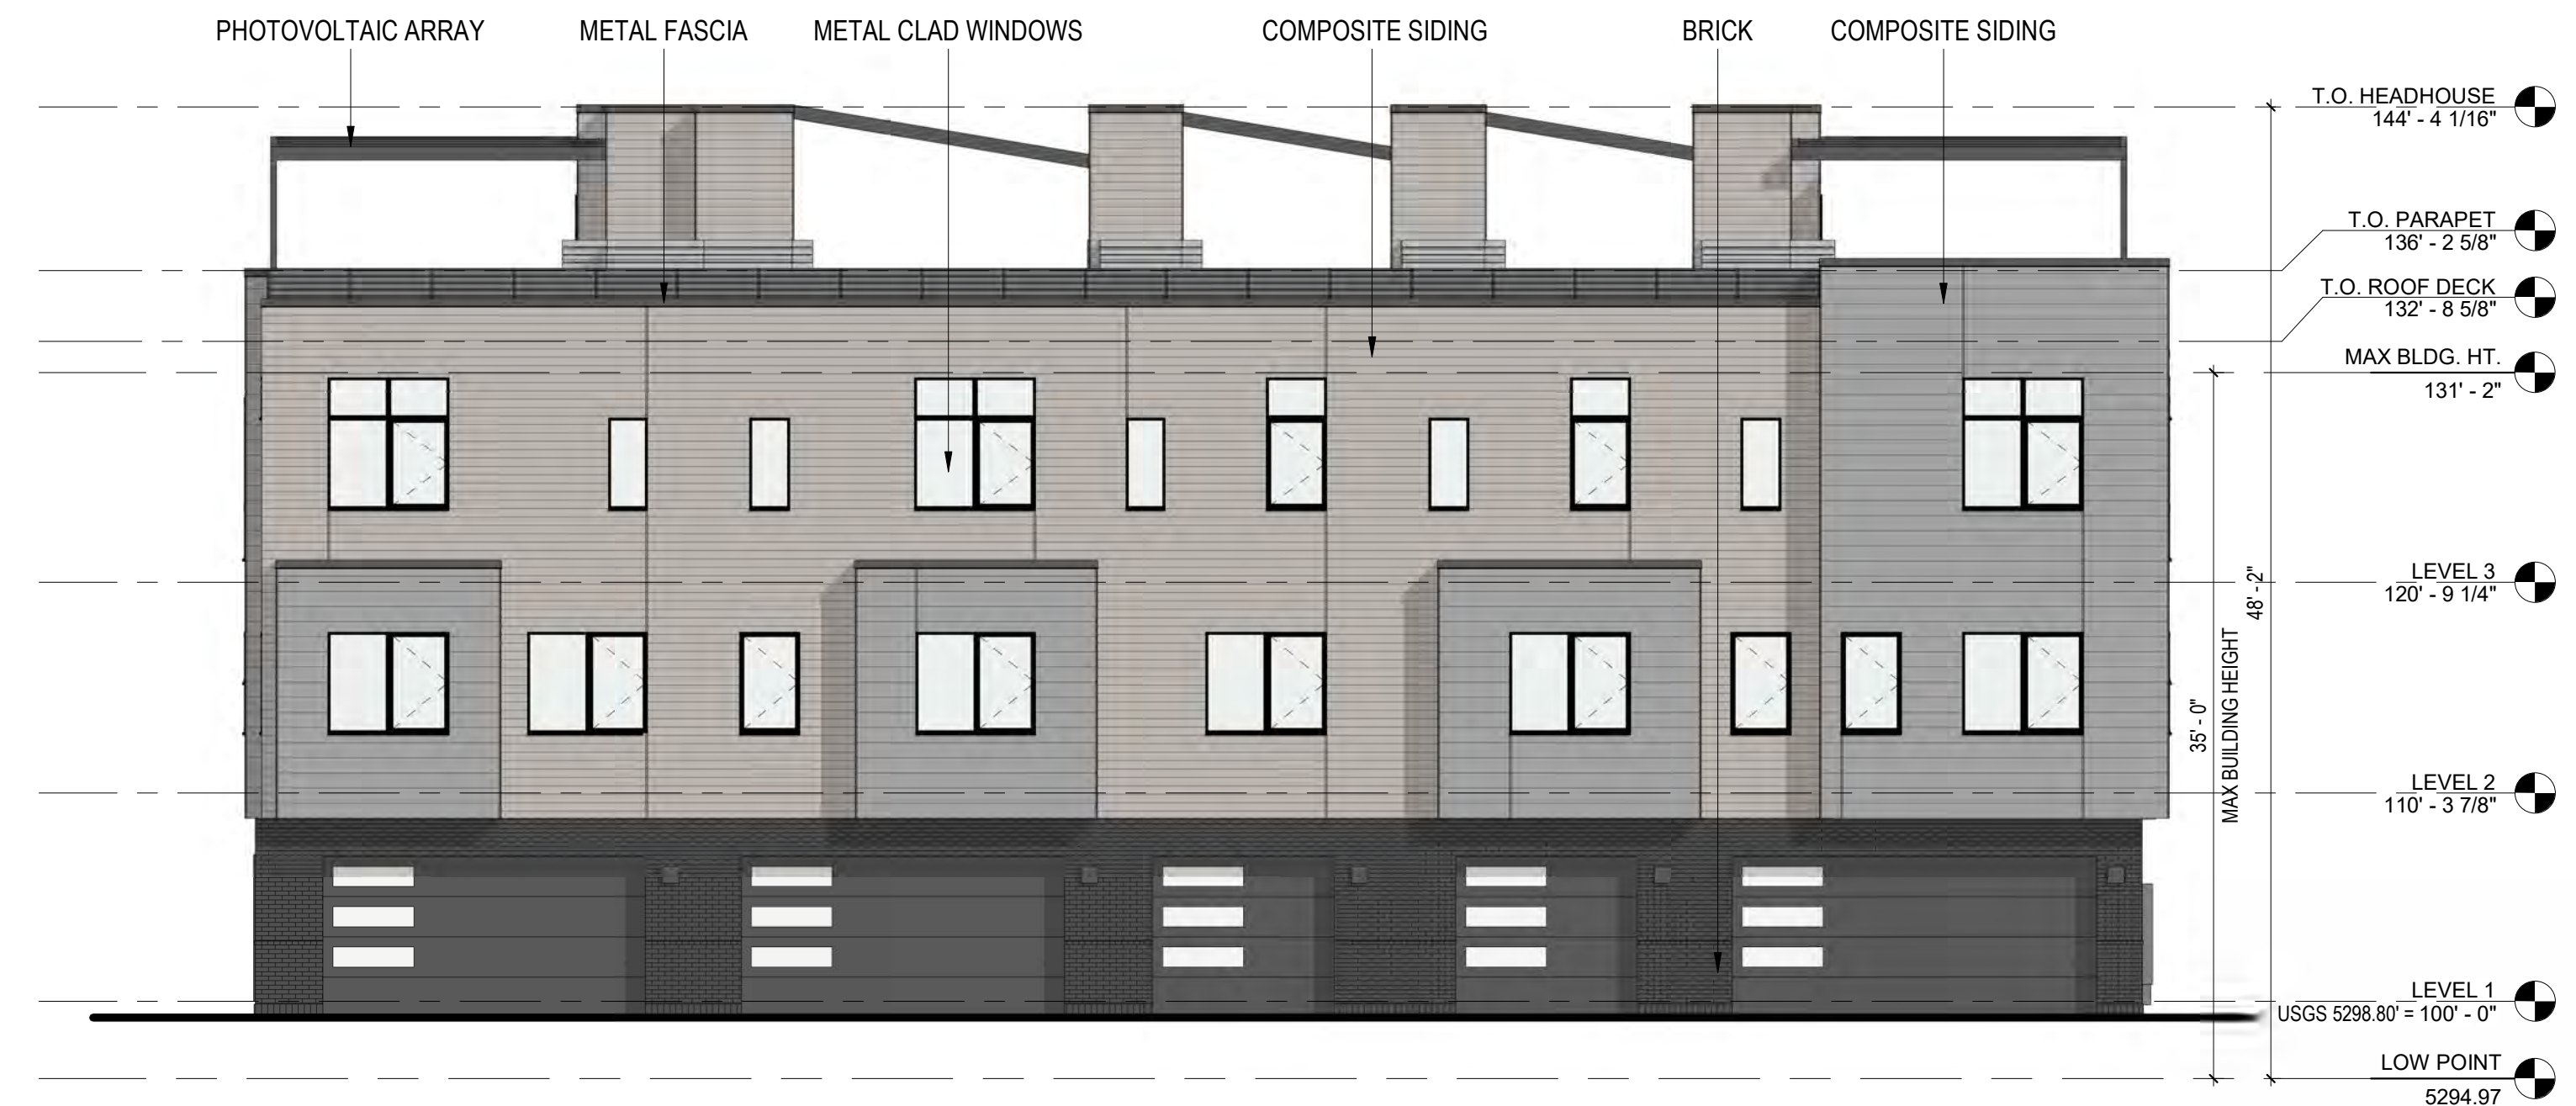 PHOTOVOLTAIC ARRAY
METAL FASCIA
METAL CLAD WINDOWS
COMPOSITE SIDING
BRICK
COMPOSITE SIDING
T.O. HEADHOUSE
144' - 4 1/16"
T.O. PARAPET
136' - 2 5/8"
T.O. ROOF DECK
132' - 8 5/8"
MAX BLDG. HT.
131' - 2"
LEVEL 3
120' - 9 1/4"
48' - 2"
35' - 0"
MAX BUILDING HEIGHT
LEVEL 2
110' - 3 7/8"
LEVEL 1
USGS 5298.80' = 100' - 0"
LOW POINT
5294.97